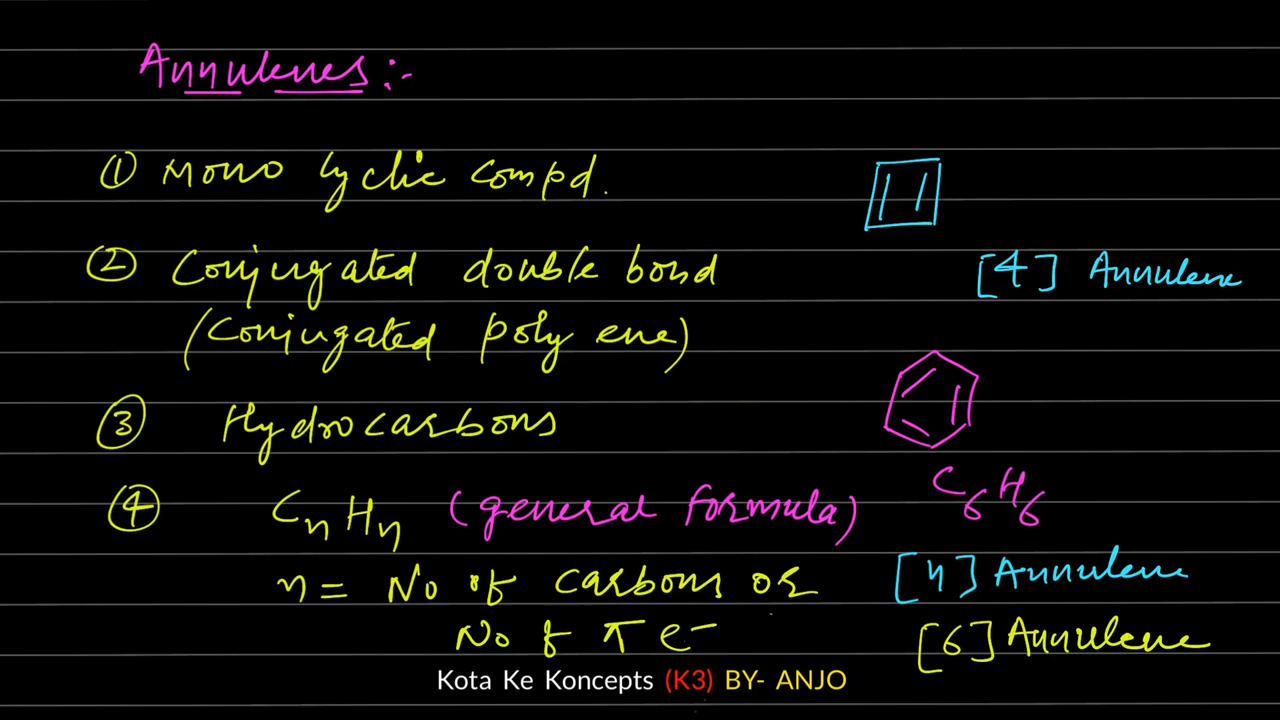 Annulenes :-
① Mono cyclic compd.
② Conjugated double bond
(Conjugated poly ene)
[4] Annulene
③ Hydrocarbons
④ CnHn (general formula)
C6H6
n = No of carbons or
No of π e-
[n] Annulene
[6] Annulene
Kota Ke Koncepts (K3) BY- ANJO